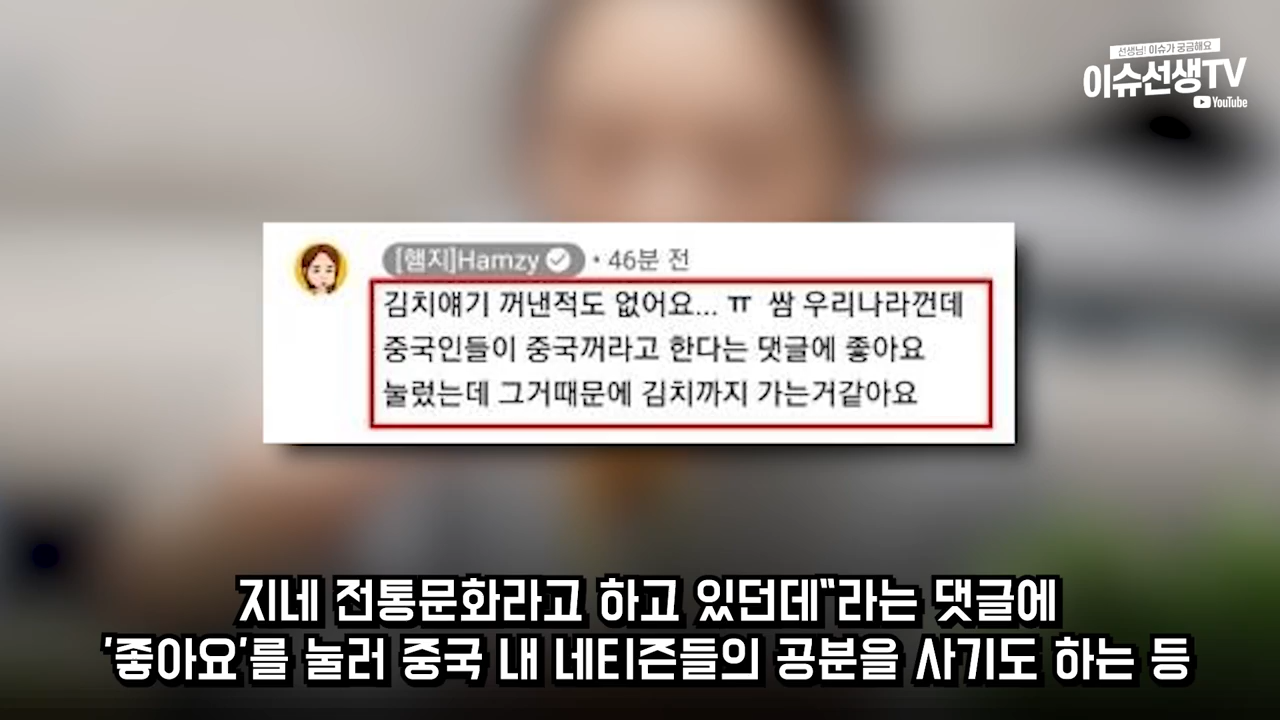 선생님! 이슈가 궁금해요
이슈선생TV
YouTube
[햄지]Hamzy • 46분 전
김치얘기 꺼낸적도 없어요... ㅠ 쌈 우리나라껀데
중국인들이 중국꺼라고 한다는 댓글에 좋아요
눌렀는데 그거때문에 김치까지 가는거같아요
지네 전통문화라고 하고 있던데"라는 댓글에
'좋아요'를 눌러 중국 내 네티즌들의 공분을 사기도 하는 등